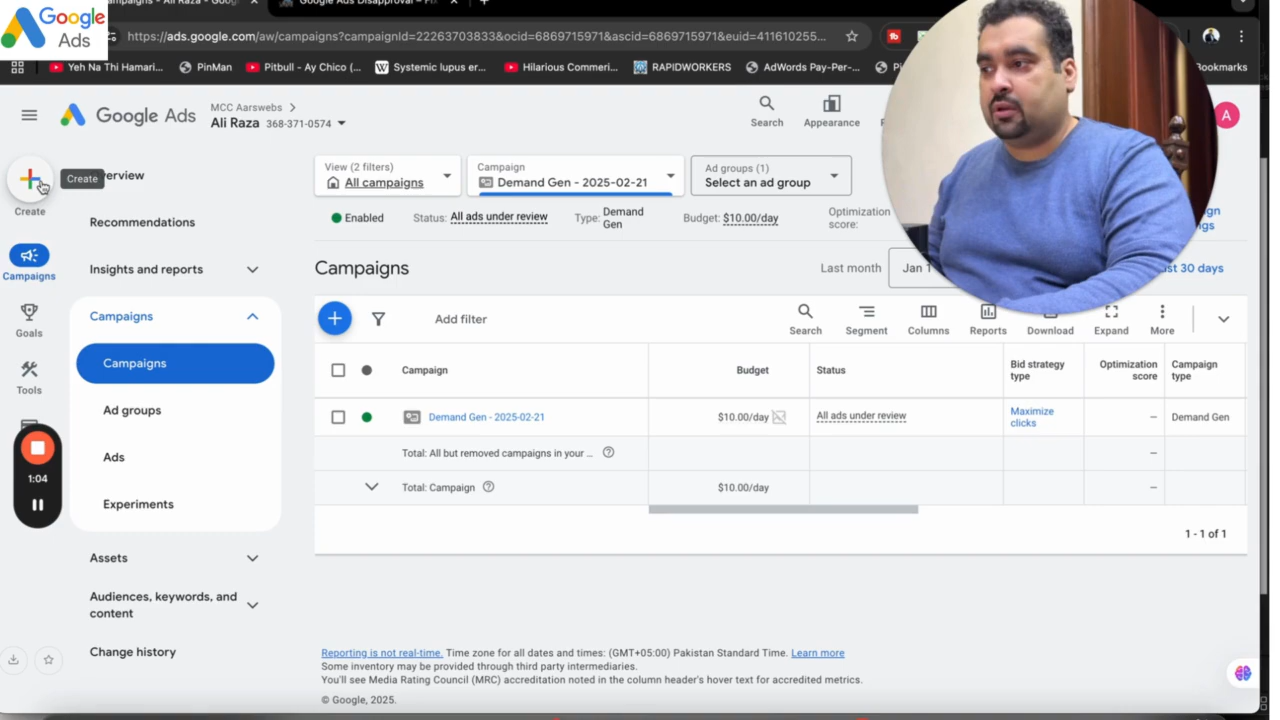 Google
Ads
Google Ads Disapproval – Fix
https://ads.google.com/aw/campaigns?campaignId=22263703833&ocid=6869715971&ascid=6869715971&euid=411610255...
Yeh Na Thi Hamari...
PinMan
Pitbull - Ay Chico (...
Systemic lupus er...
Hilarious Commeri...
RAPIDWORKERS
AdWords Pay-Per-...
Bookmarks
Google Ads
MCC Aarswebs
Ali Raza 368-371-0574
Search
Appearance
A
Create
Create
Overview
Recommendations
Insights and reports
Campaigns
Campaigns
Campaigns
Goals
Tools
Ad groups
Ads
Experiments
1:04
Assets
Audiences, keywords, and
content
Change history
View (2 filters)
All campaigns
Campaign
Demand Gen - 2025-02-21
Ad groups (1)
Select an ad group
Enabled
Status: All ads under review
Type: Demand
Gen
Budget: $10.00/day
Optimization
score:
Campaigns
Last month
Jan 1
Last 30 days
Add filter
Search
Segment
Columns
Reports
Download
Expand
More
Campaign
Budget
Status
Bid strategy
type
Optimization
score
Campaign
type
Demand Gen - 2025-02-21
$10.00/day
All ads under review
Maximize
clicks
–
Demand Gen
Total: All but removed campaigns in your ...
–
Total: Campaign
$10.00/day
–
1 - 1 of 1
Reporting is not real-time. Time zone for all dates and times: (GMT+05:00) Pakistan Standard Time. Learn more
Some inventory may be provided through third party intermediaries.
You'll see Media Rating Council (MRC) accreditation noted in the column header's hover text for accredited metrics.
© Google, 2025.